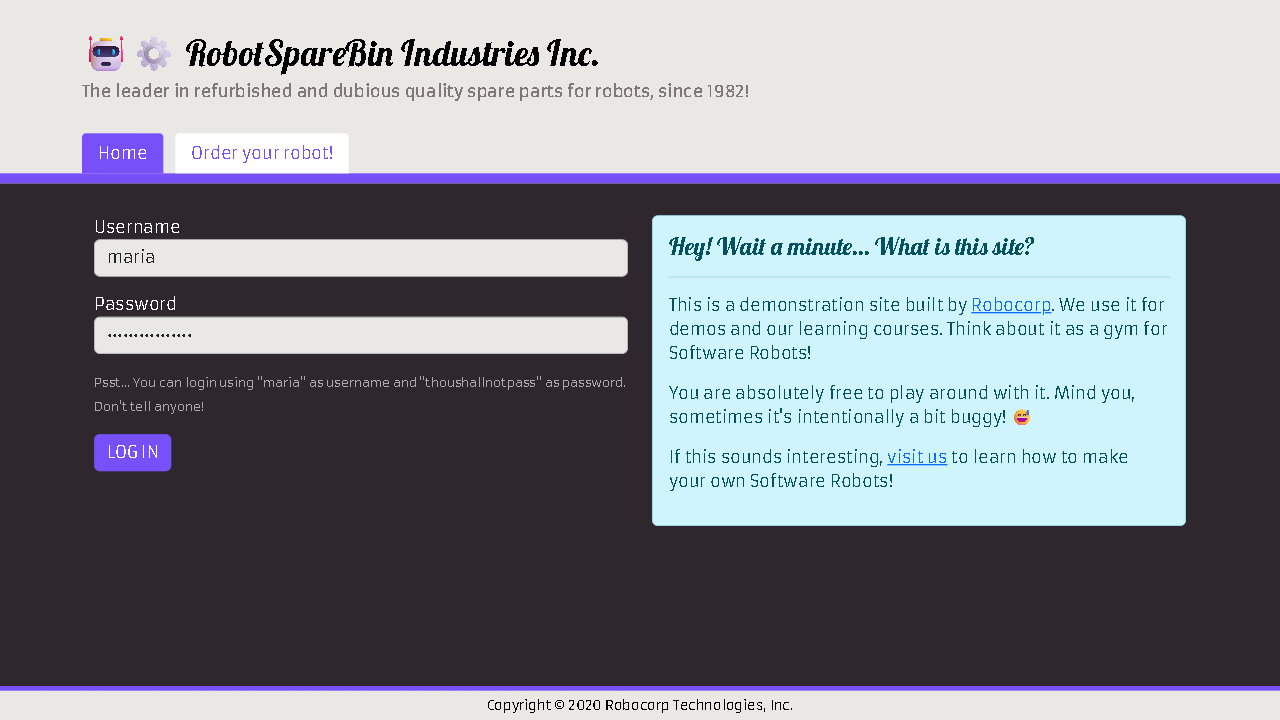 RobotSpareBin Industries Inc.
The leader in refurbished and dubious quality spare parts for robots, since 1982!
Home
Order your robot!
Username
maria
Password
Psst... You can login using "maria" as username and "thoushallnotpass" as password.
Don't tell anyone!
LOG IN
Hey! Wait a minute... What is this site?
This is a demonstration site built by Robocorp. We use it for
demos and our learning courses. Think about it as a gym for
Software Robots!
You are absolutely free to play around with it. Mind you,
sometimes it's intentionally a bit buggy! 😅
If this sounds interesting, visit us to learn how to make
your own Software Robots!
Copyright © 2020 Robocorp Technologies, Inc.